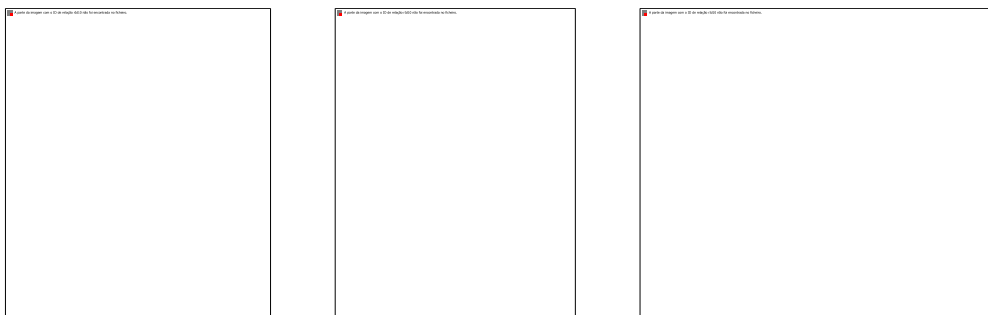 A parte da imagem com o ID de relação não foi encontrada no ficheiro.
A parte da imagem com o ID de relação não foi encontrada no ficheiro.
A parte da imagem com o ID de relação não foi encontrada no ficheiro.